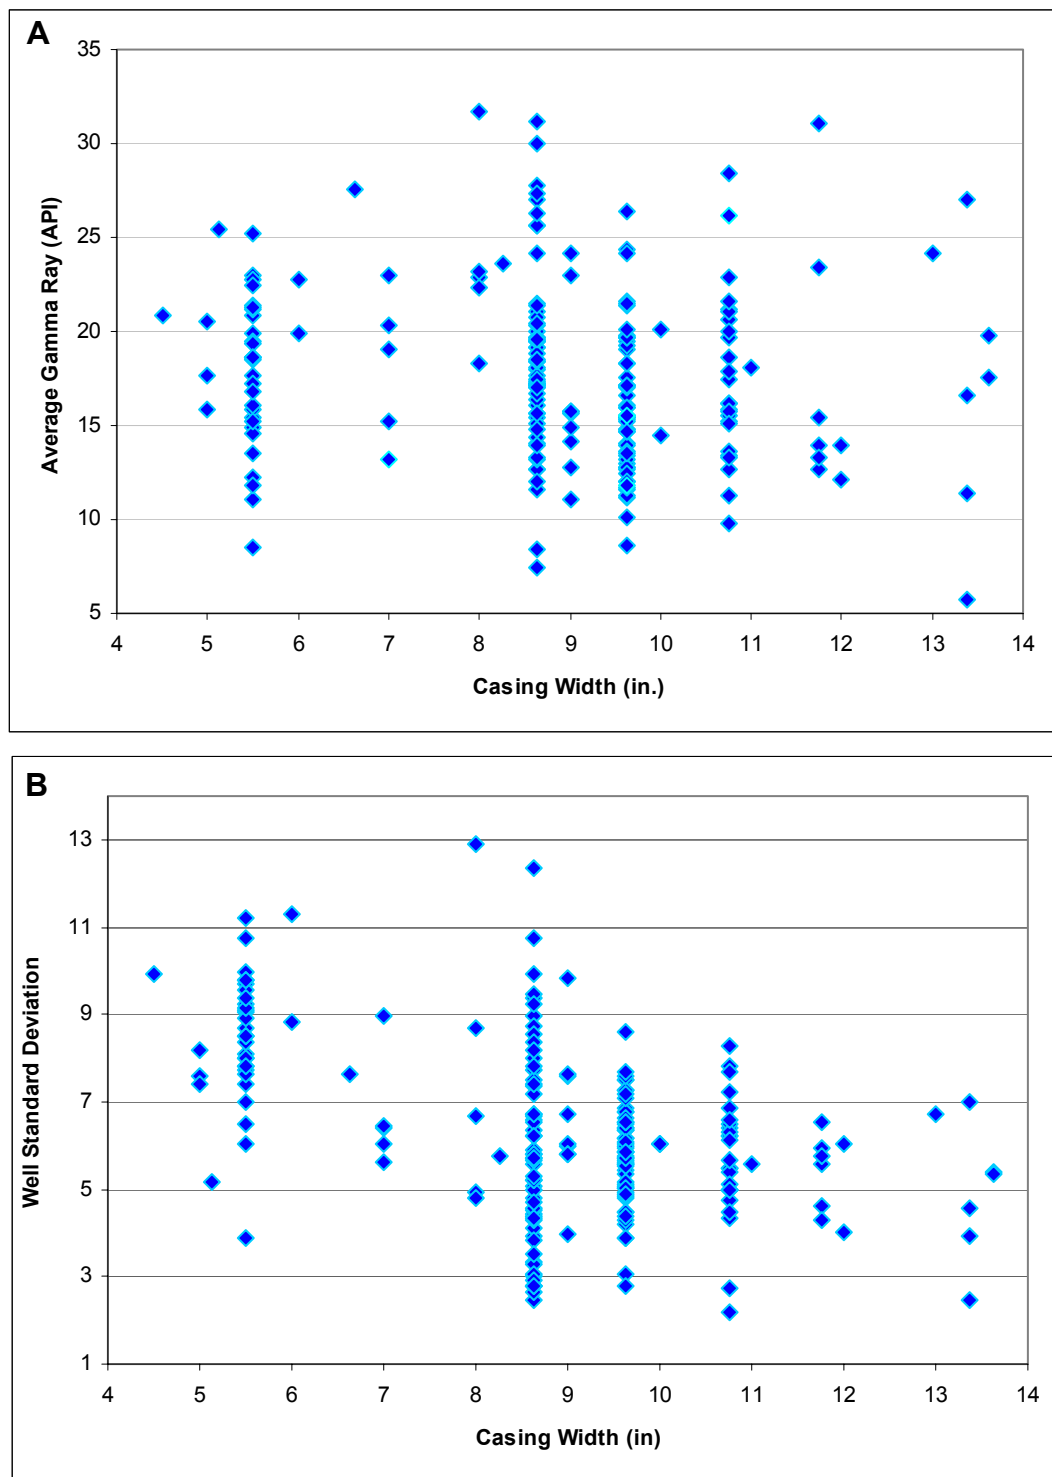 A
35
30
25
20
15
10
5
Average Gamma Ray (API)
4 5 6 7 8 9 10 11 12 13 14
Casing Width (in.)
B
13
11
9
7
5
3
1
Well Standard Deviation
4 5 6 7 8 9 10 11 12 13 14
Casing Width (in)